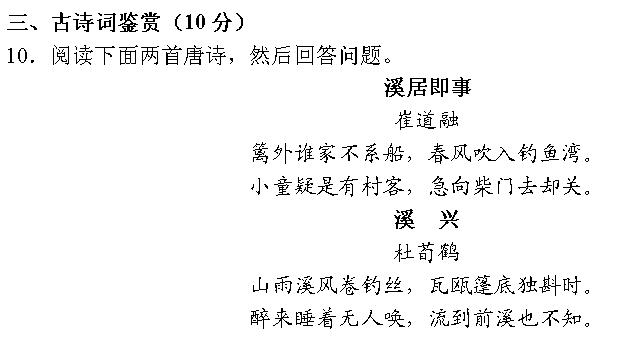 三、古诗词鉴赏（10分）
10．阅读下面两首唐诗，然后回答问题。
溪居即事
崔道融
篱外谁家不系船，春风吹入钓鱼湾。
小童疑是有村客，急向柴门去却关。
溪　兴
杜荀鹤
山雨溪风卷钓丝，瓦瓯篷底独斟时。
醉来睡着无人唤，流到前溪也不知。